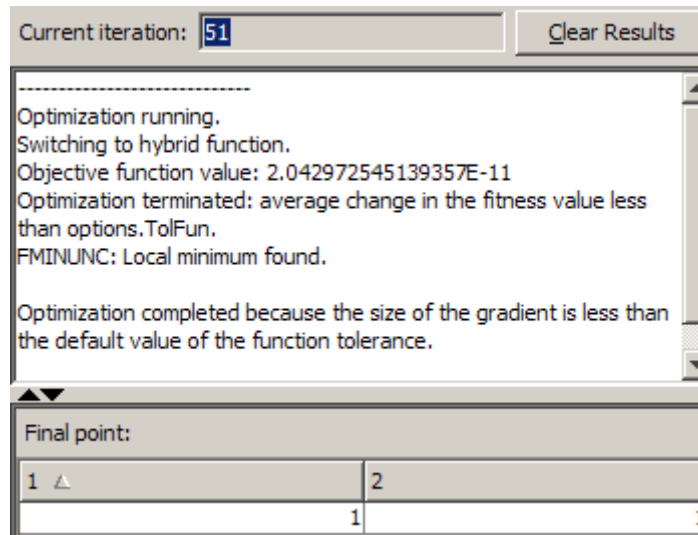 Current iteration: 51 Clear Results
------------------------------
Optimization running.
Switching to hybrid function.
Objective function value: 2.042972545139357E-11
Optimization terminated: average change in the fitness value less
than options.TolFun.
FMINUNC: Local minimum found.
Optimization completed because the size of the gradient is less than
the default value of the function tolerance.
Final point:
1 2
1